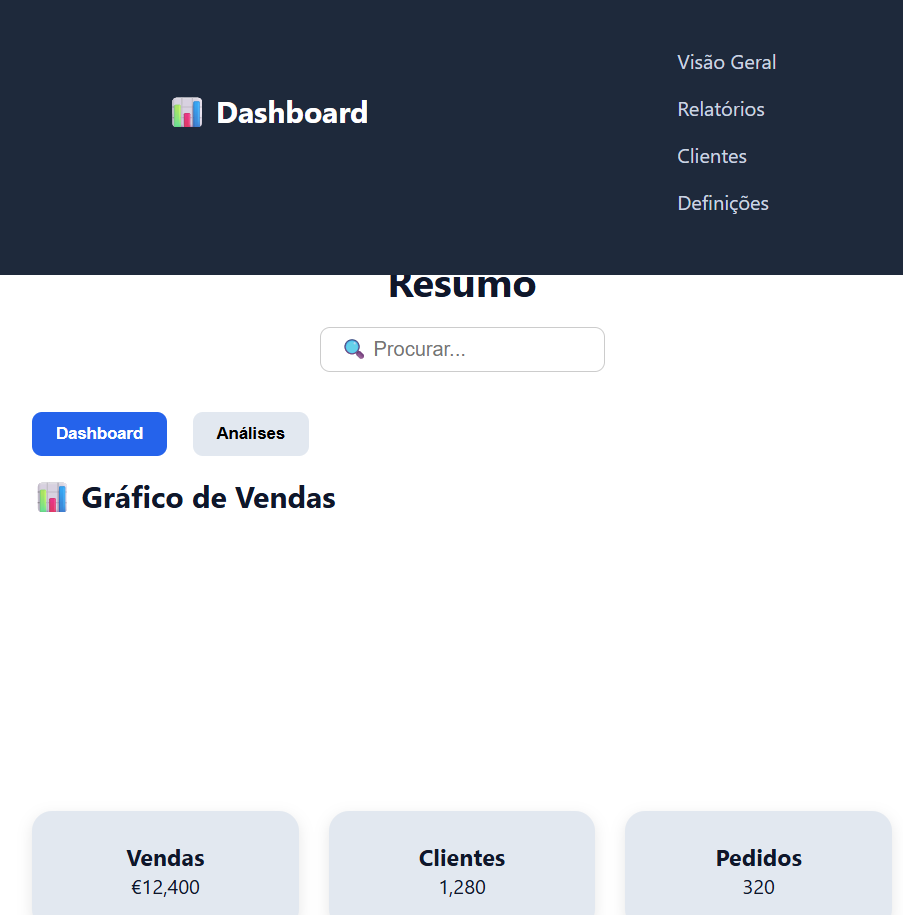 Dashboard
Visão Geral
Relatórios
Clientes
Definições
Resumo
Procurar...
Dashboard
Análises
Gráfico de Vendas
Vendas
€12,400
Clientes
1,280
Pedidos
320